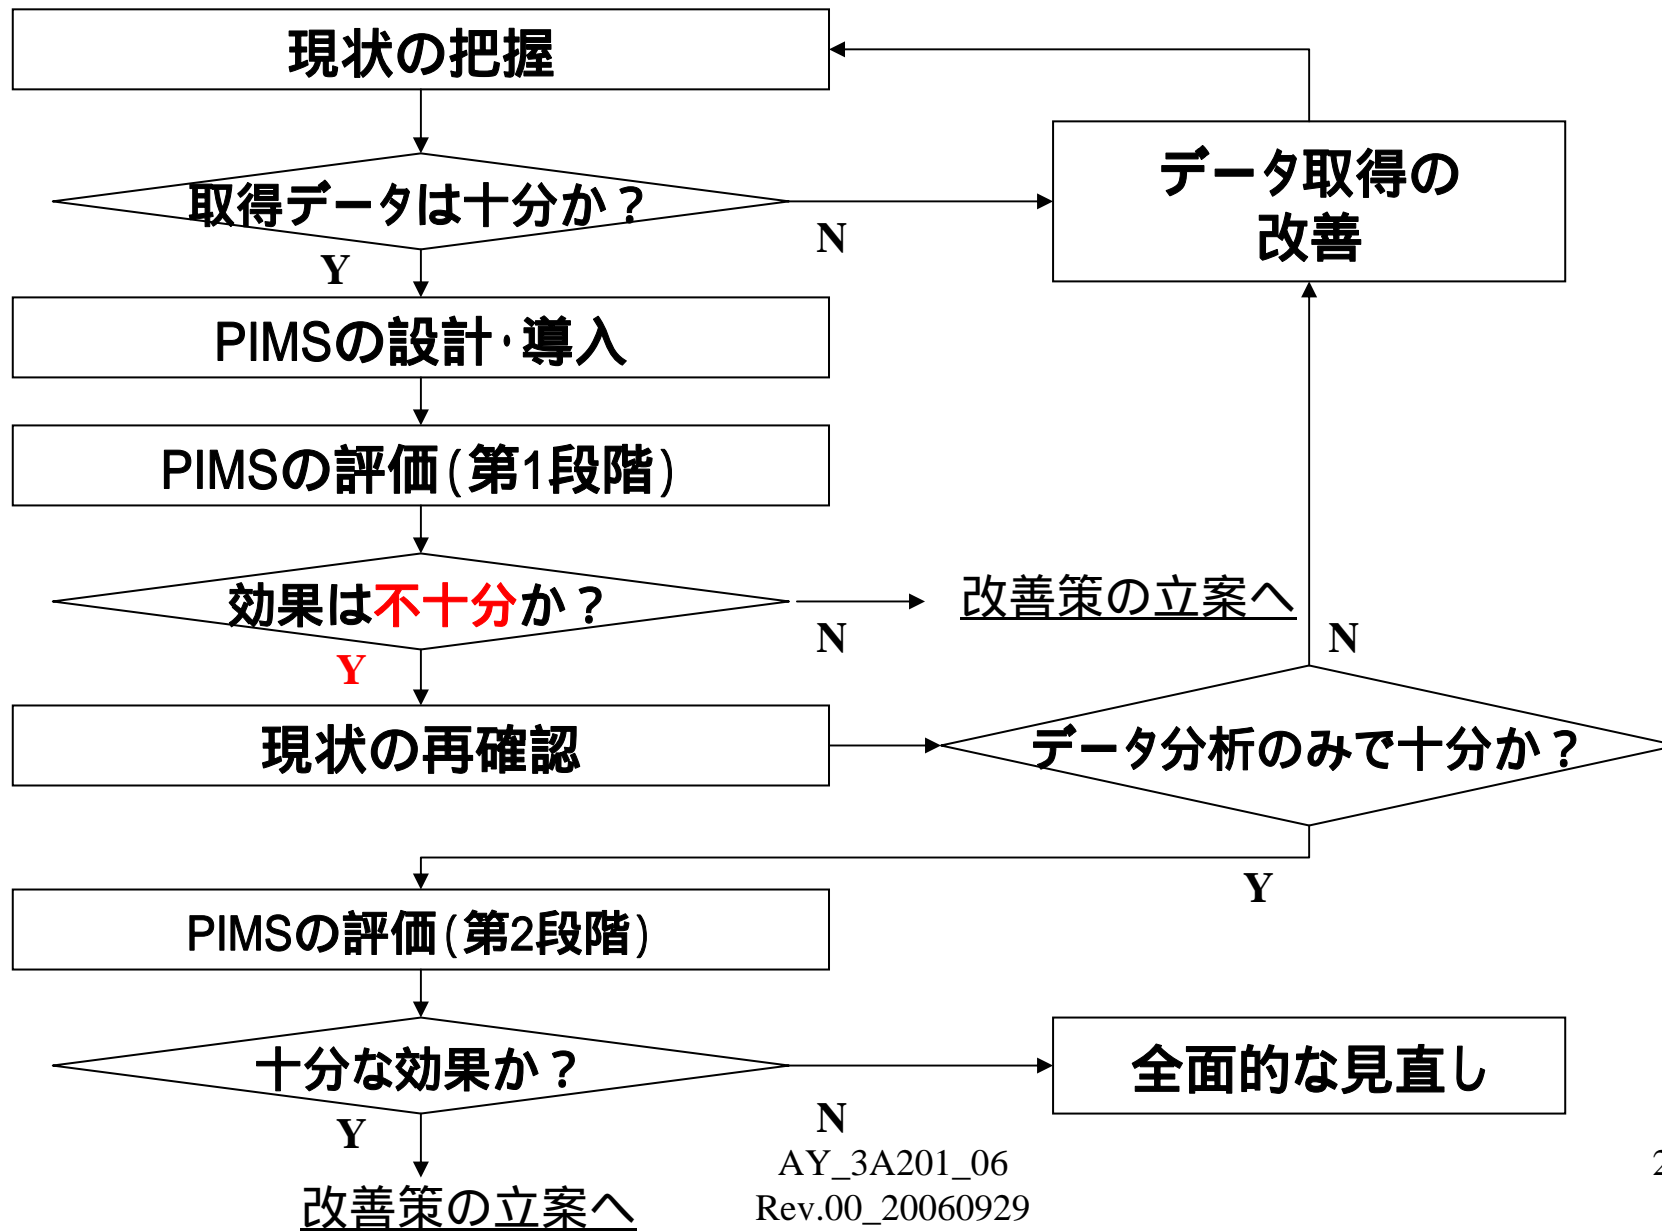 現状の把握
データ取得の
改善
取得データは十分か？
N
Y
PIMSの設計・導入
PIMSの評価(第1段階)
効果は不十分か？
改善策の立案へ
N
N
Y
現状の再確認
データ分析のみで十分か？
Y
PIMSの評価(第2段階)
十分な効果か？
全面的な見直し
N
Y
AY_3A201_06
2
改善策の立案へ
Rev.00_20060929